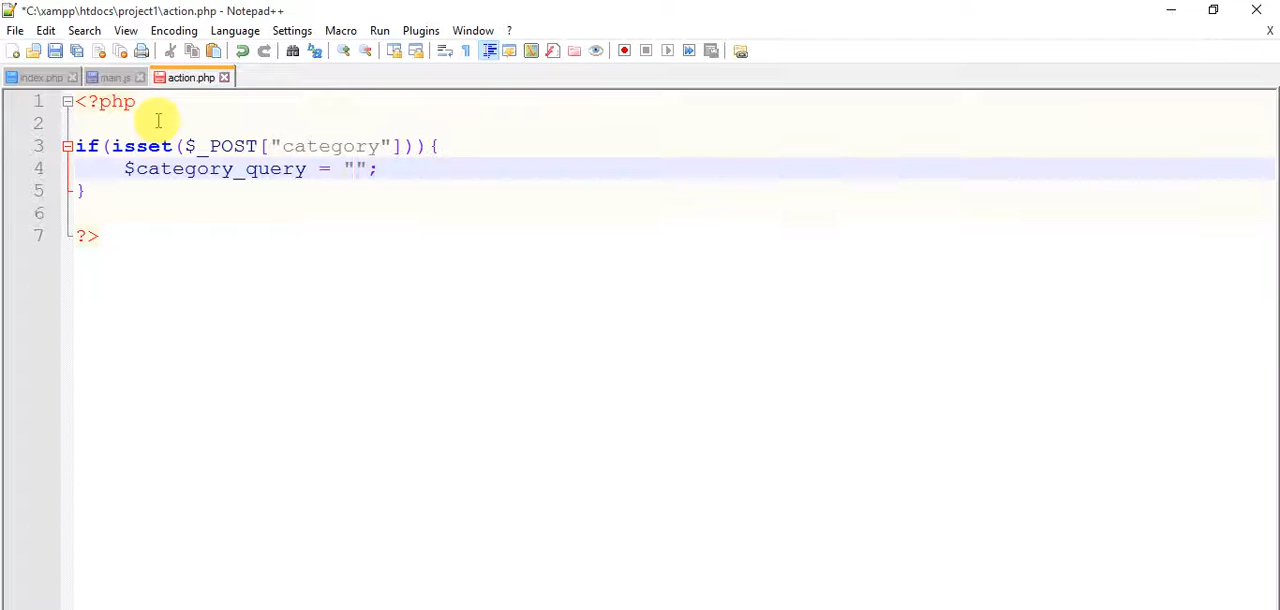 *C:\xampp\htdocs\project1\action.php - Notepad++
File Edit Search View Encoding Language Settings Macro Run Plugins Window ? X
index.php main.js action.php
1 <?php
2
3 if(isset($_POST["category"])){
4 $category_query = "";
5 }
6
7 ?>